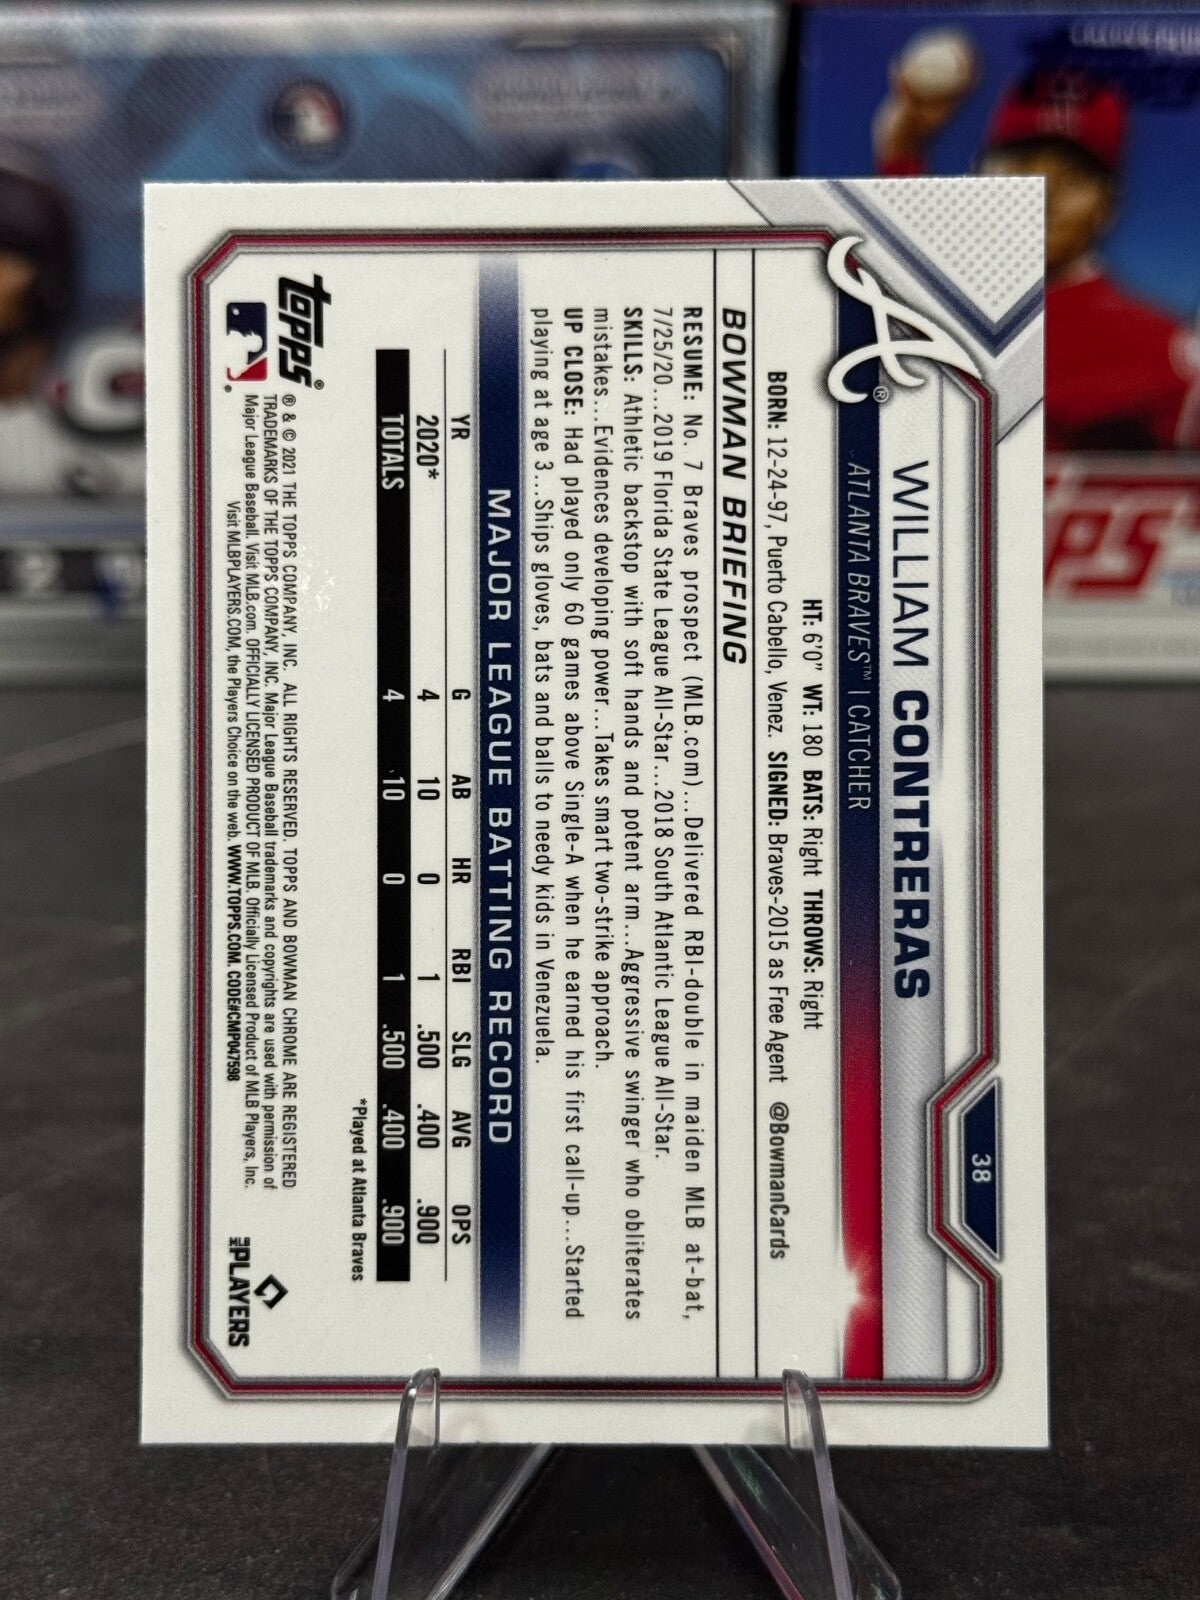 38
WILLIAM CONTRERAS
ATLANTA BRAVES™ | CATCHER
HT: 6'0" WT: 180 BATS: Right THROWS: Right
BORN: 12-24-97, Puerto Cabello, Venez. SIGNED: Braves-2015 as Free Agent @BowmanCards
BOWMAN BRIEFING
RESUME: No. 7 Braves prospect (MLB.com)...Delivered RBI-double in maiden MLB at-bat,
7/25/20...2019 Florida State League All-Star...2018 South Atlantic League All-Star.
SKILLS: Athletic backstop with soft hands and potent arm...Aggressive swinger who obliterates
mistakes...Evidences developing power...Takes smart two-strike approach.
UP CLOSE: Had played only 60 games above Single-A when he earned his first call-up...Started
playing at age 3...Ships gloves, bats and balls to needy kids in Venezuela.
MAJOR LEAGUE BATTING RECORD
YR G AB HR RBI SLG AVG OPS
2020* 4 10 0 1 .500 .400 .900
TOTALS 4 10 0 1 .500 .400 .900
*Played at Atlanta Braves
Topps®
® & © 2021 THE TOPPS COMPANY, INC. ALL RIGHTS RESERVED. TOPPS AND BOWMAN CHROME ARE REGISTERED
TRADEMARKS OF THE TOPPS COMPANY, INC. Major League Baseball trademarks and copyrights are used with permission of
Major League Baseball. Visit MLB.com. OFFICIALLY LICENSED PRODUCT OF MLB. Officially Licensed Product of MLB Players, Inc.
Visit MLBPLAYERS.COM, the Players Choice on the web. WWW.TOPPS.COM. CODE#CMP047598
MLB PLAYERS